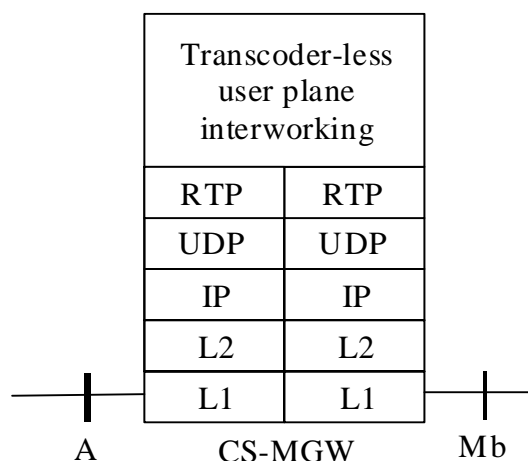 Transcoder-less
user plane
interworking
RTP RTP
UDP UDP
IP IP
L2 L2
L1 L1
A CS-MGW Mb